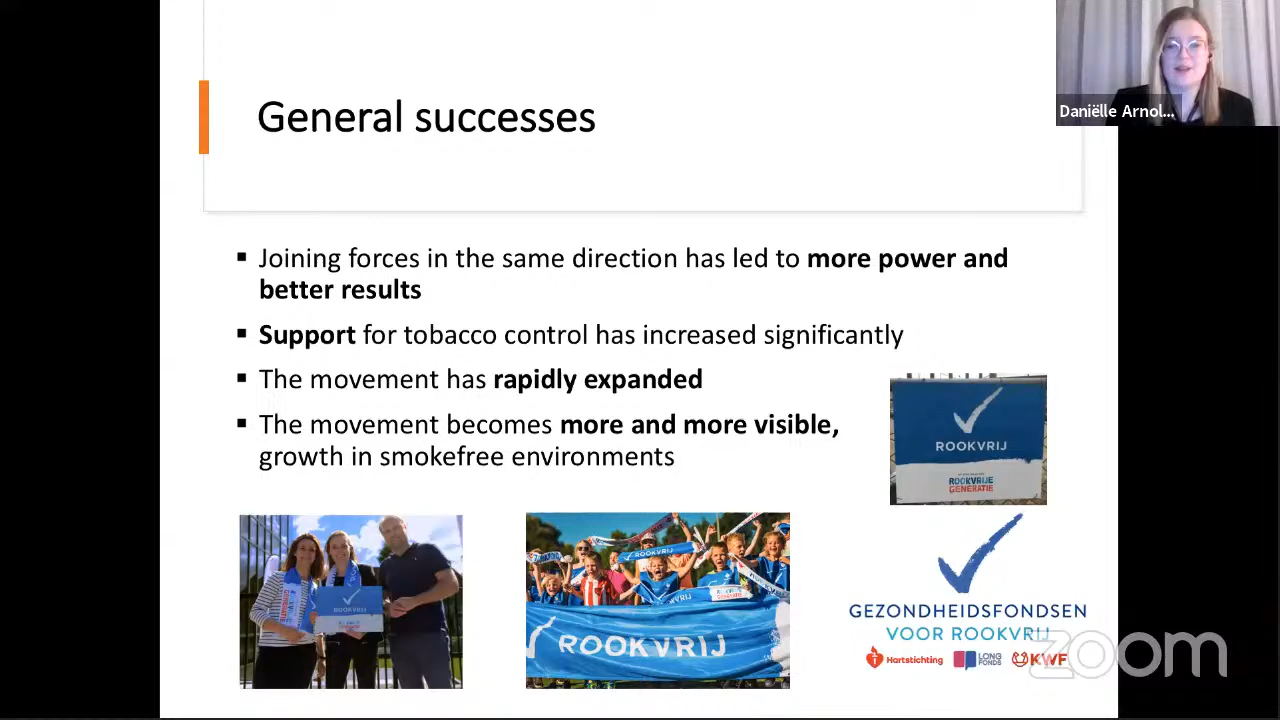 General successes
Daniëlle Arnol...
▪ Joining forces in the same direction has led to more power and
better results
▪ Support for tobacco control has increased significantly
▪ The movement has rapidly expanded
▪ The movement becomes more and more visible,
growth in smokefree environments
ROOKVRIJ
ROOKVRIJE
GENERATIE
ROOKVRIJ
ROOKVRIJ
ROOKVRIJ
GEZONDHEIDSFONDSEN
VOOR ROOKVRIJ
Hartstichting
LONG
FONDS
KWF
zoom